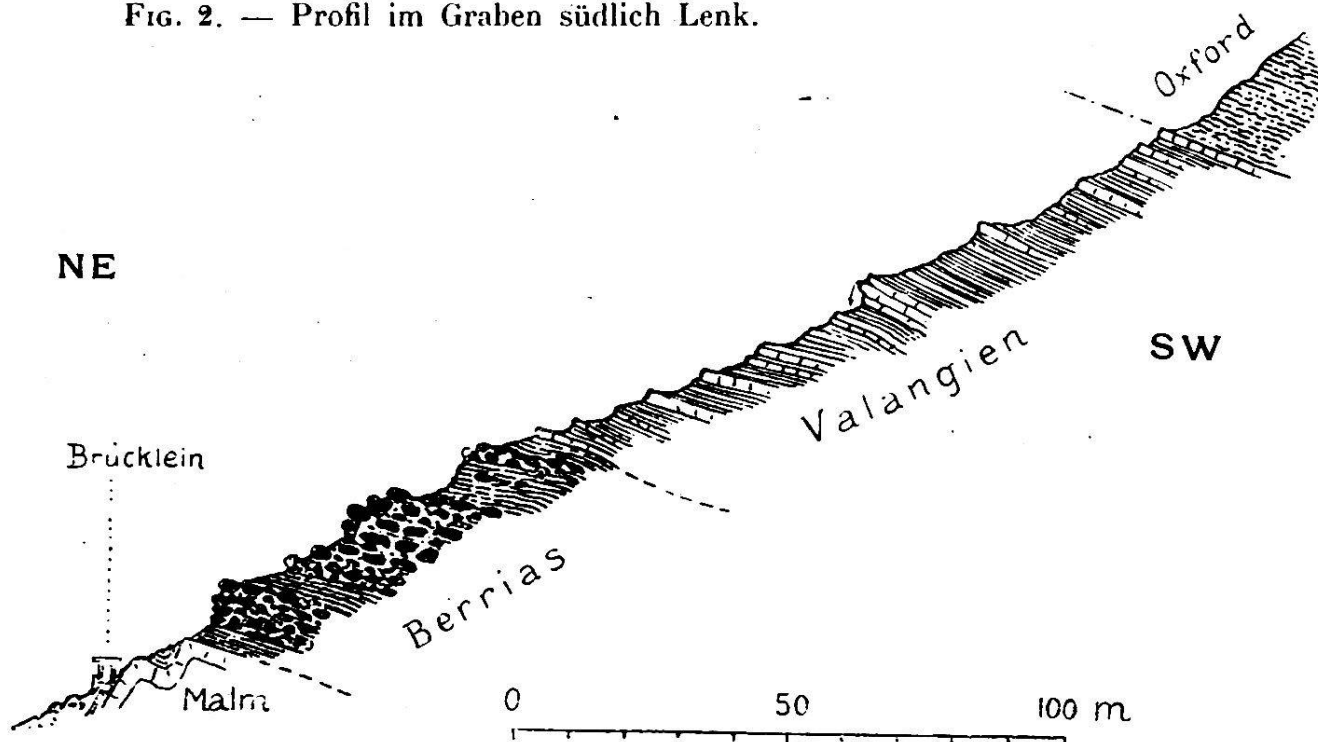 FIG. 2. — Profil im Graben südlich Lenk.
Oxford
NE
SW
Valangien
Brücklein
Berrias
Malm
0 50 100 m